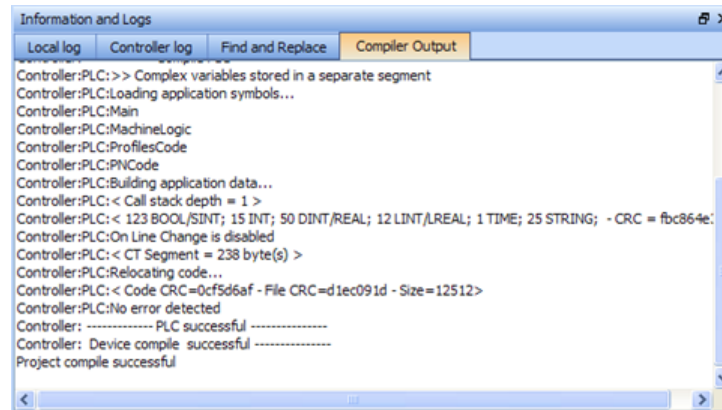 Information and Logs
Local log Controller log Find and Replace Compiler Output
Controller:PLC:>> Complex variables stored in a separate segment
Controller:PLC:Loading application symbols...
Controller:PLC:Main
Controller:PLC:MachineLogic
Controller:PLC:ProfilesCode
Controller:PLC:PNCode
Controller:PLC:Building application data...
Controller:PLC:< Call stack depth = 1 >
Controller:PLC:< 123 BOOL/SINT; 15 INT; 50 DINT/REAL; 12 LINT/LREAL; 1 TIME; 25 STRING;  - CRC = fbc864e
Controller:PLC:On Line Change is disabled
Controller:PLC:< CT Segment = 238 byte(s) >
Controller:PLC:Relocating code...
Controller:PLC:< Code CRC=0cf5d6af - File CRC=d1ec091d - Size=12512>
Controller:PLC:No error detected
Controller: ------------- PLC successful ---------------
Controller:  Device compile  successful ---------------
Project compile successful